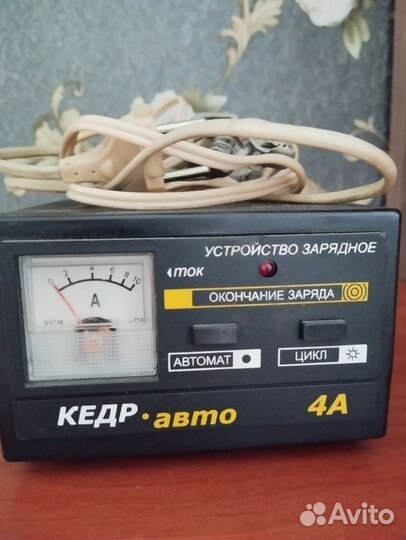 УСТРОЙСТВО ЗАРЯДНОЕ
ТОК
0 2 4 6 8 10
A
ОКОНЧАНИЕ ЗАРЯДА
АВТОМАТ
ЦИКЛ
КЕДР·авто
4А
Avito